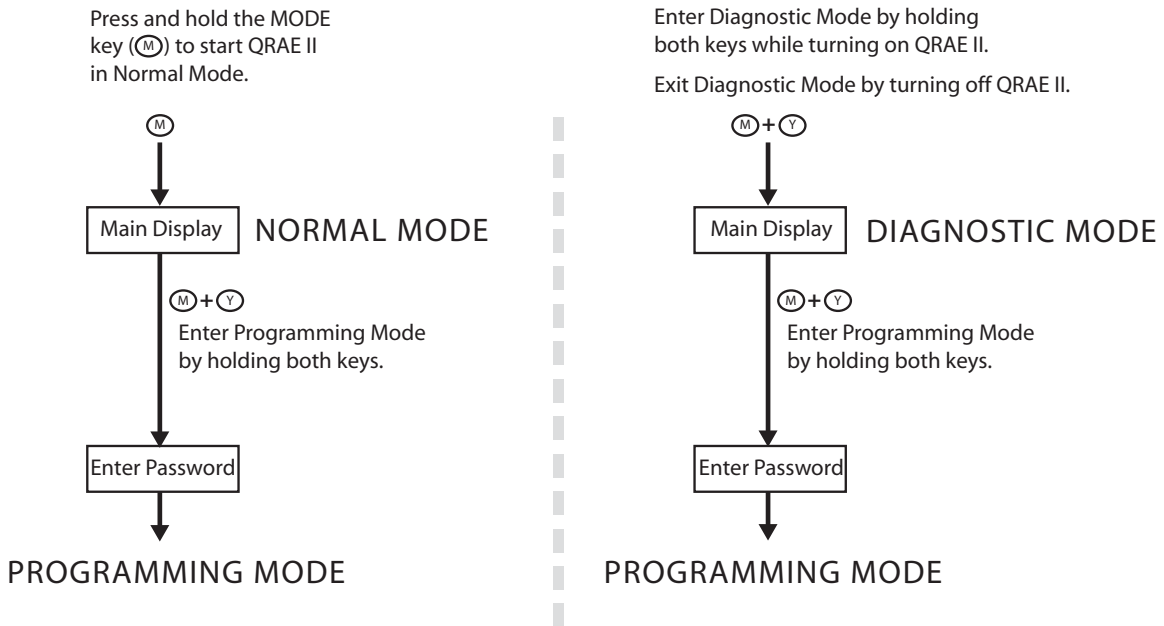 Press and hold the MODE
key (M) to start QRAE II
in Normal Mode.
M
Main Display
NORMAL MODE
M+Y
Enter Programming Mode
by holding both keys.
Enter Password
PROGRAMMING MODE
Enter Diagnostic Mode by holding
both keys while turning on QRAE II.
Exit Diagnostic Mode by turning off QRAE II.
M+Y
Main Display
DIAGNOSTIC MODE
M+Y
Enter Programming Mode
by holding both keys.
Enter Password
PROGRAMMING MODE